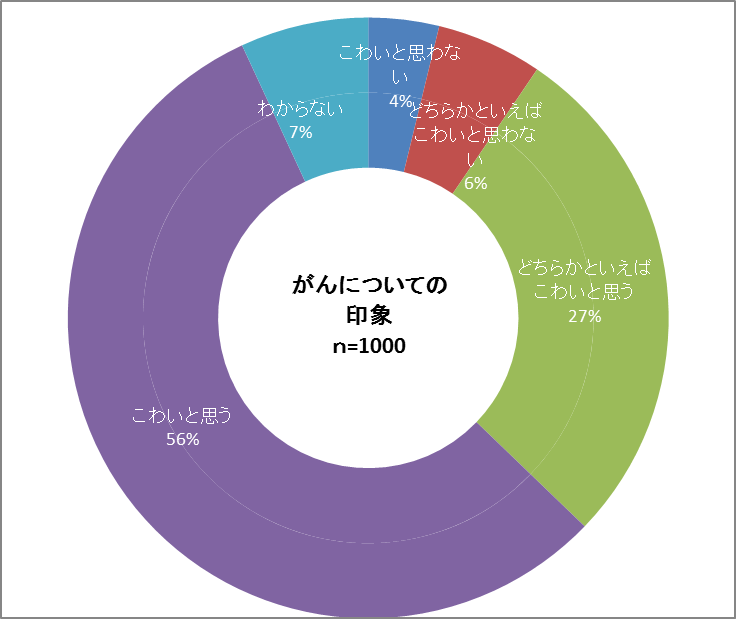 こわいと思わな
い
4%
どちらかといえば
こわいと思わな
い
6%
どちらかといえば
こわいと思う
27%
こわいと思う
56%
わからない
7%
がんについての
印象
n=1000